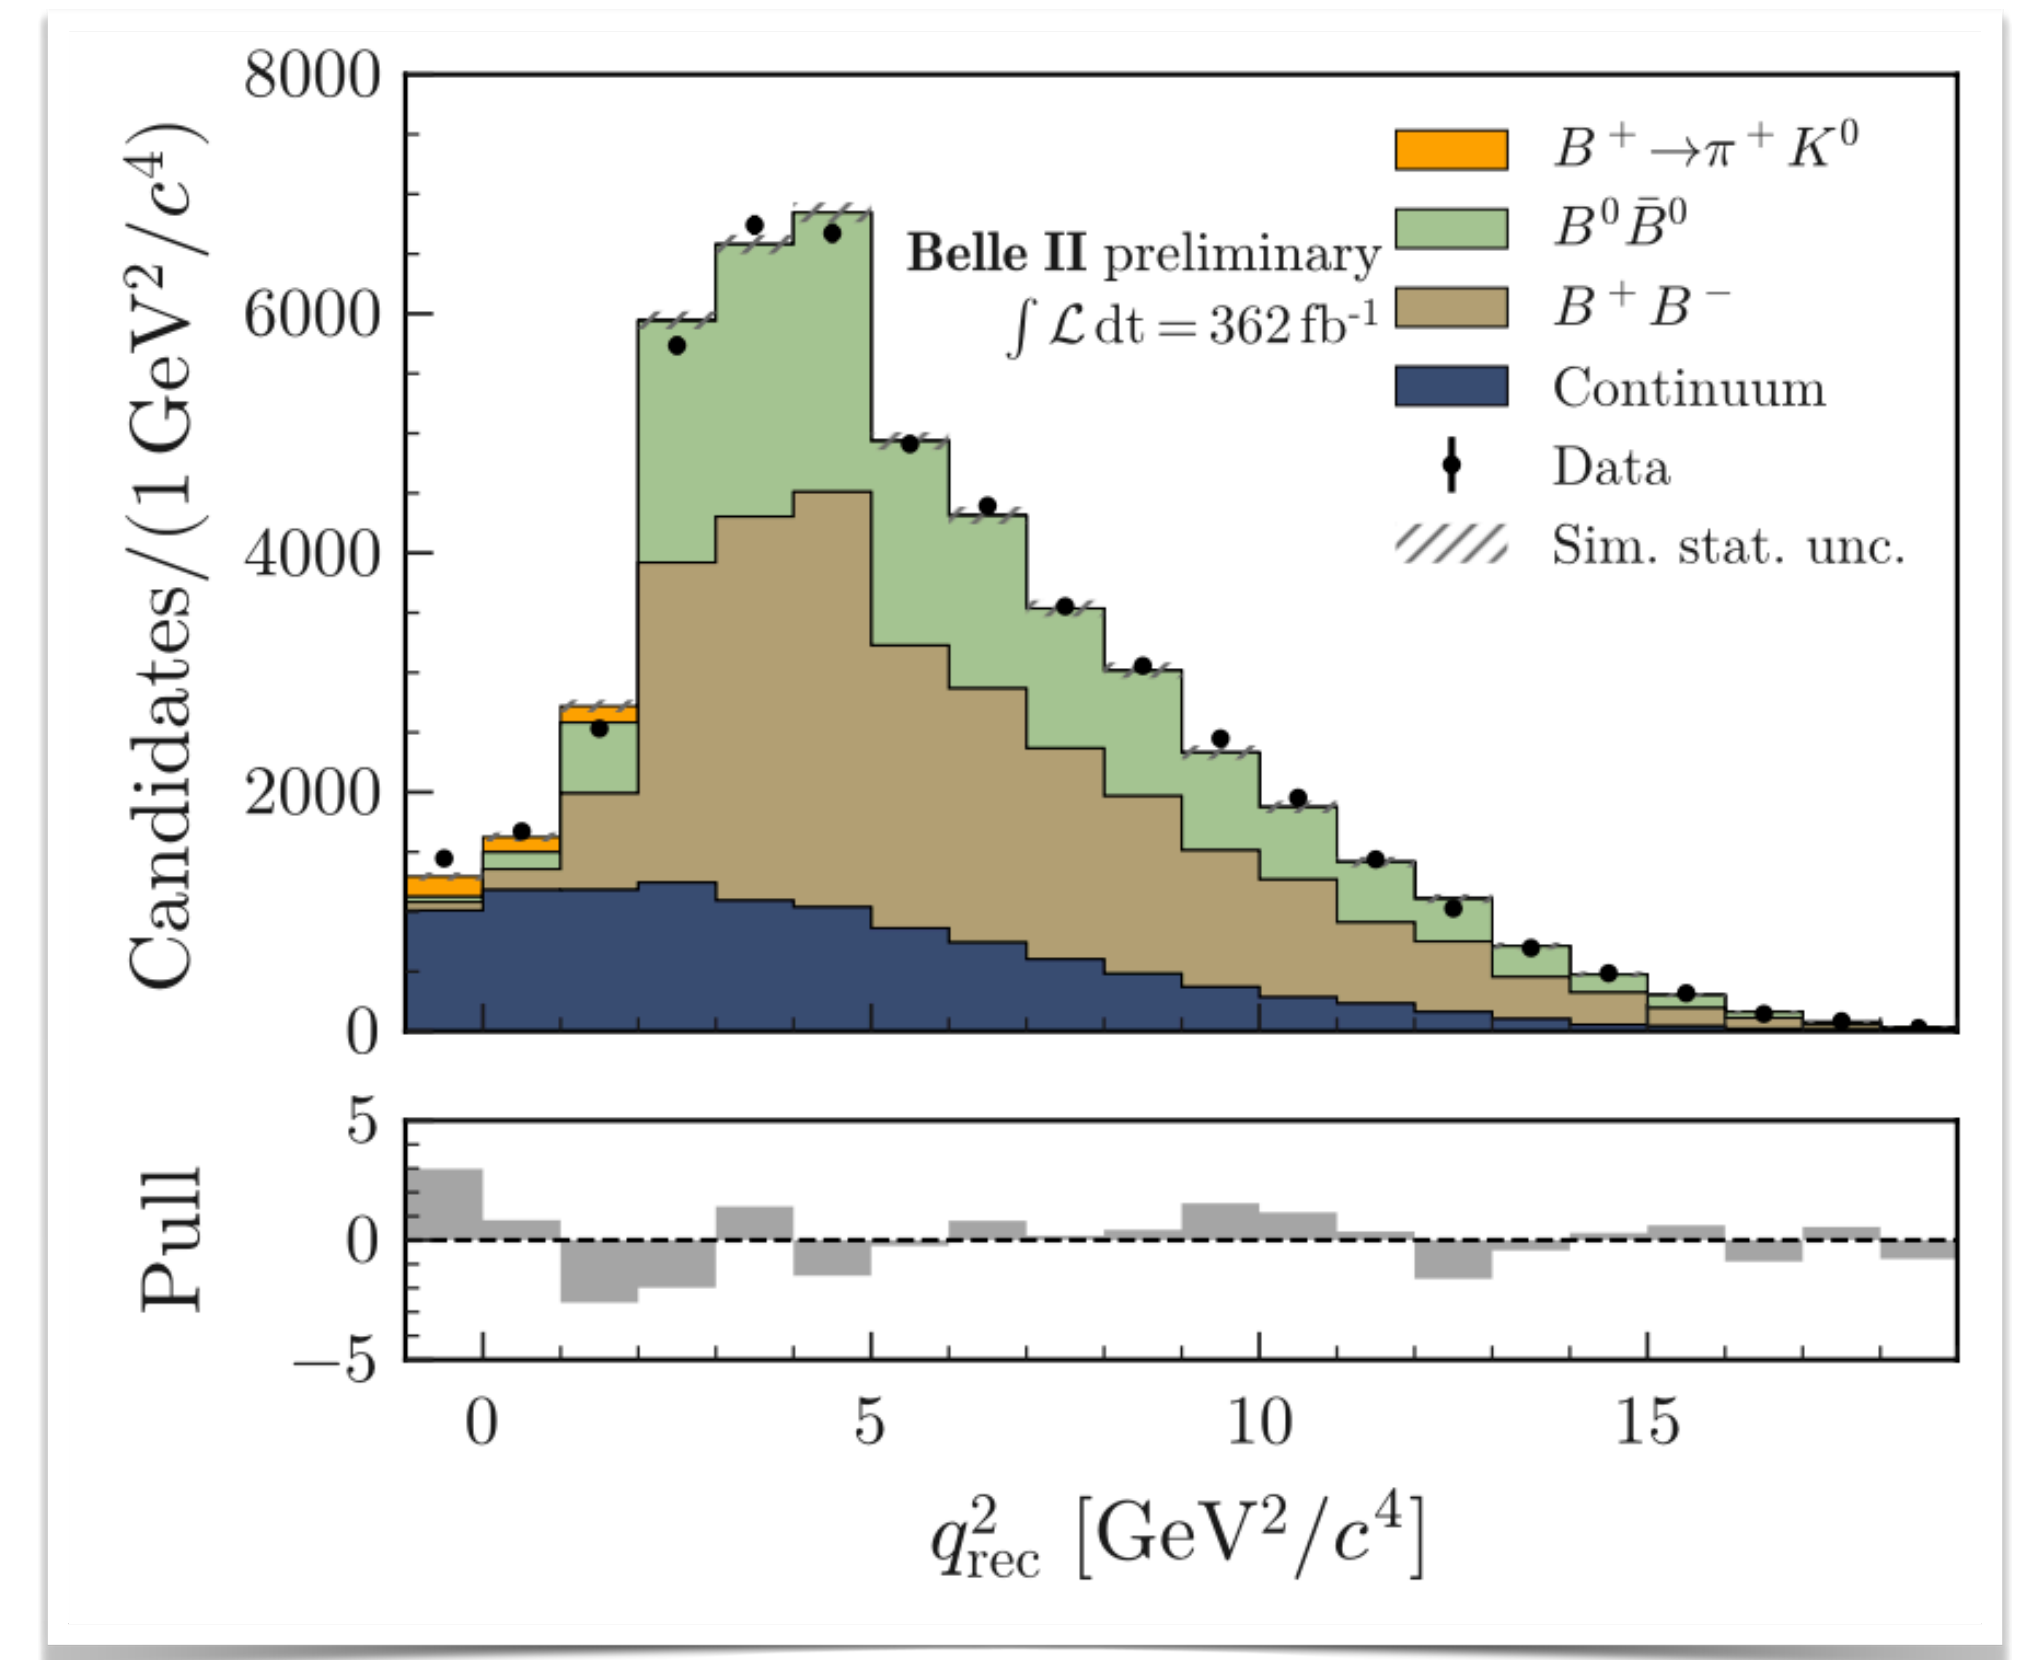 Candidates/(1 GeV²/c⁴)
8000
6000
4000
2000
0
Belle II preliminary
∫ ℒ dt = 362 fb⁻¹
B⁺→π⁺K⁰
B⁰B̄⁰
B⁺B⁻
Continuum
Data
Sim. stat. unc.
Pull
5
0
−5
0 5 10 15
q²rec [GeV²/c⁴]